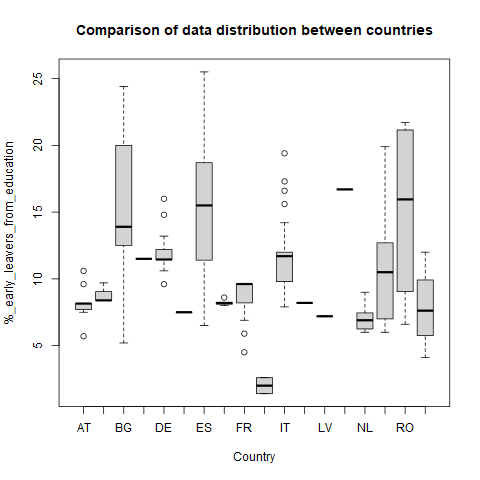 Comparison of data distribution between countries
%_early_leavers_from_education
25
20
15
10
5
AT BG DE ES FR IT LV NL RO
Country